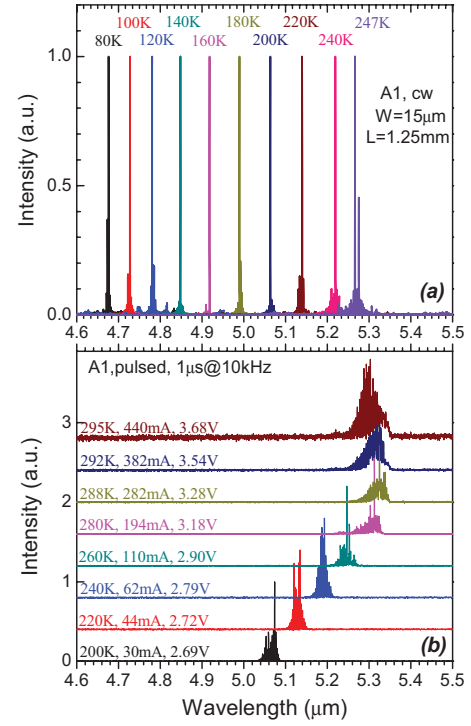 100K 140K 180K 220K 247K
80K 120K 160K 200K 240K
1.0
A1, cw
W=15μm
L=1.25mm
0.5
Intensity (a.u.)
0.0
(a)
4.6 4.7 4.8 4.9 5.0 5.1 5.2 5.3 5.4 5.5
A1,pulsed, 1μs@10kHz
3
295K, 440mA, 3.68V
292K, 382mA, 3.54V
288K, 282mA, 3.28V
2
280K, 194mA, 3.18V
260K, 110mA, 2.90V
1
240K, 62mA, 2.79V
220K, 44mA, 2.72V
0
200K, 30mA, 2.69V
Intensity (a.u.)
(b)
4.6 4.7 4.8 4.9 5.0 5.1 5.2 5.3 5.4 5.5
Wavelength (μm)